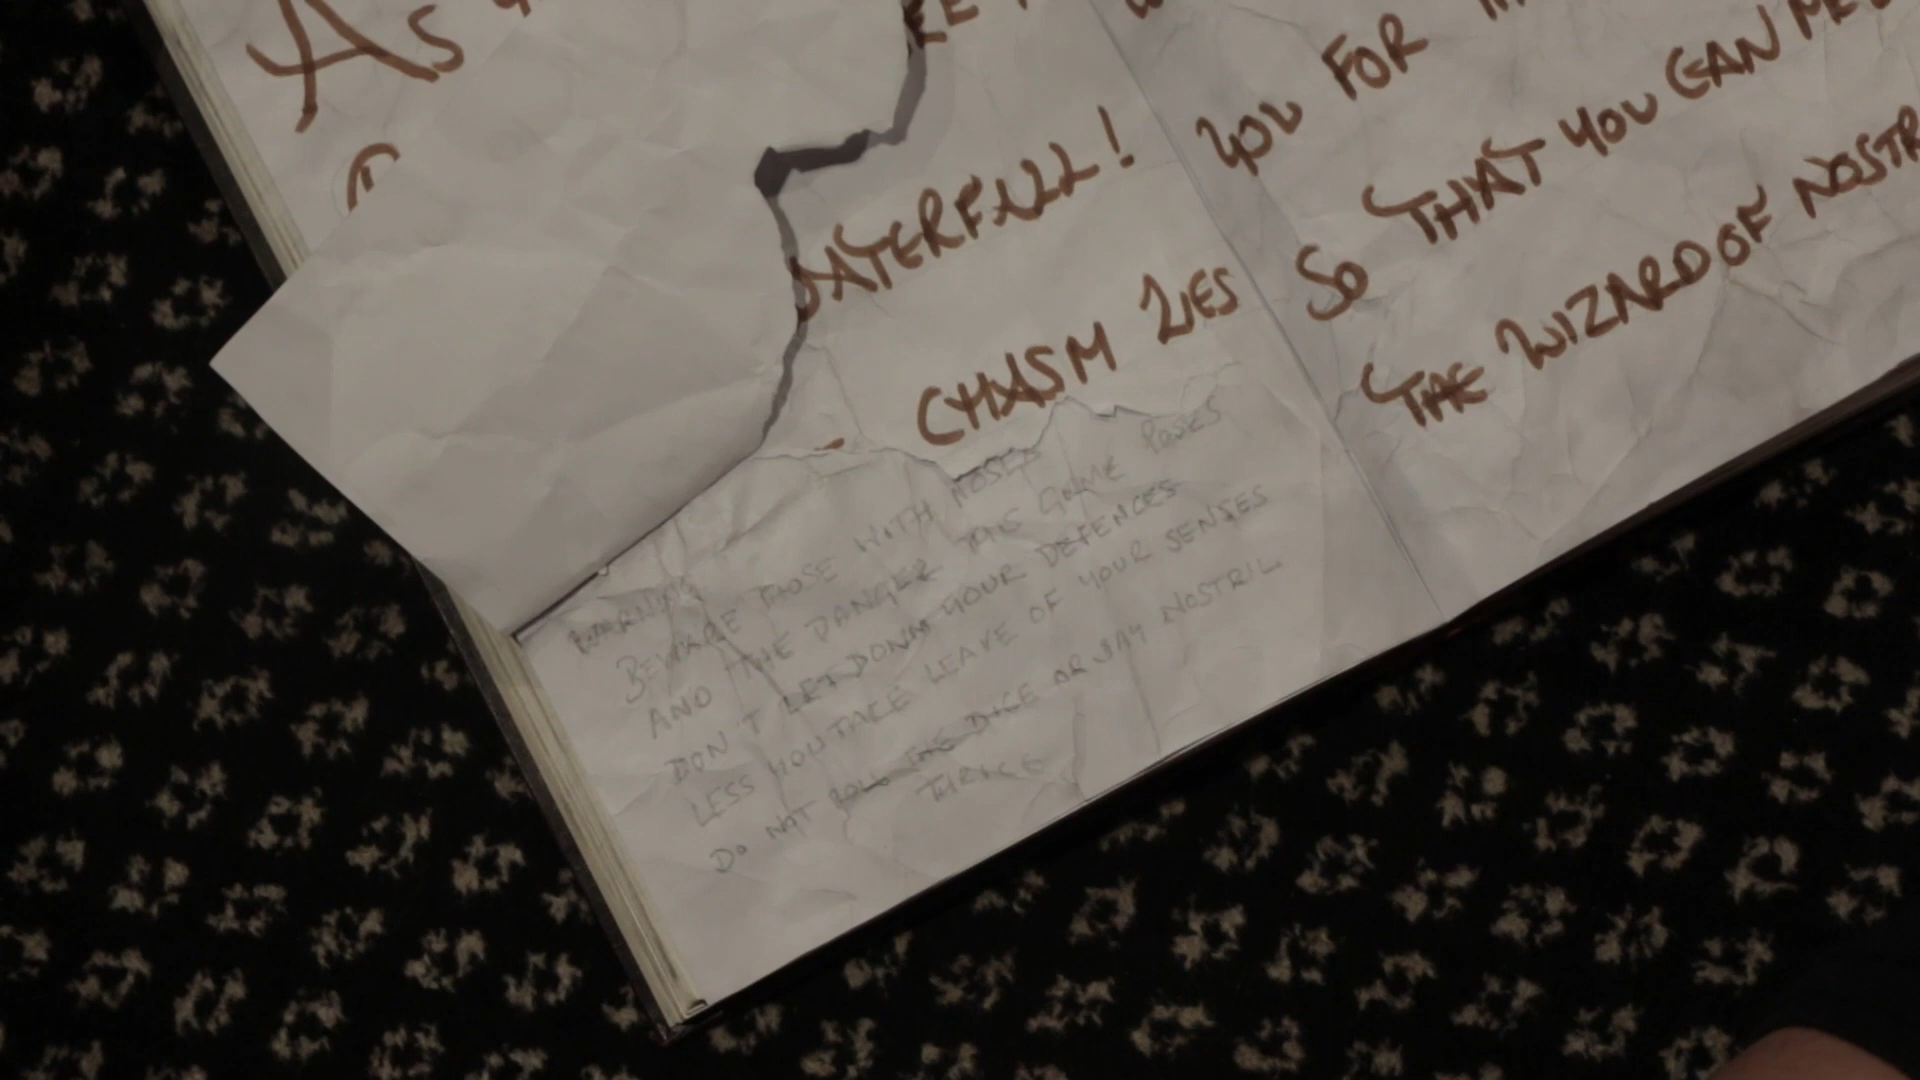 As
WATERFALL!
CHASM LIES
YOU FOR
SO THAT YOU CAN
THE WIZARD OF NOSTR
WARNING
BEWARE THOSE WITH NOSES
AND THE DANGER THIS GAME POSES
DON'T LET DOWN YOUR DEFENCES
LESS YOU TAKE LEAVE OF YOUR SENSES
DO NOT ROLL THE DICE OR SAY NOSTRIL
THRICE